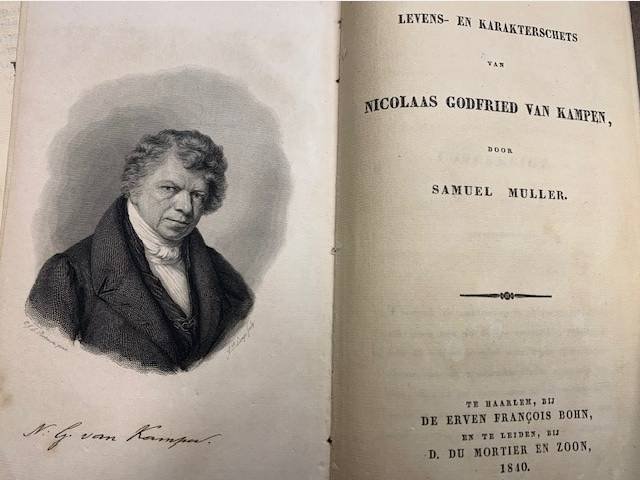 N. G. van Kampen.
LEVENS- EN KARAKTERSCHETS
VAN
NICOLAAS GODFRIED VAN KAMPEN,
DOOR
SAMUEL MULLER.
TE HAARLEM, BIJ
DE ERVEN FRANÇOIS BOHN,
EN TE LEIDEN, BIJ
D. DU MORTIER EN ZOON,
1840.